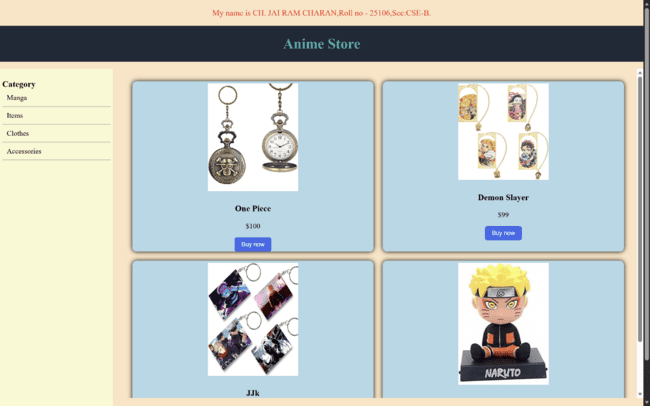 My name is CH. JAI RAM CHARAN,Roll no - 25106,Sec:CSE-B.
Anime Store
Category
Manga
Items
Clothes
Accessories
One Piece
$100
Buy now
Demon Slayer
$99
Buy now
JJk
NARUTO